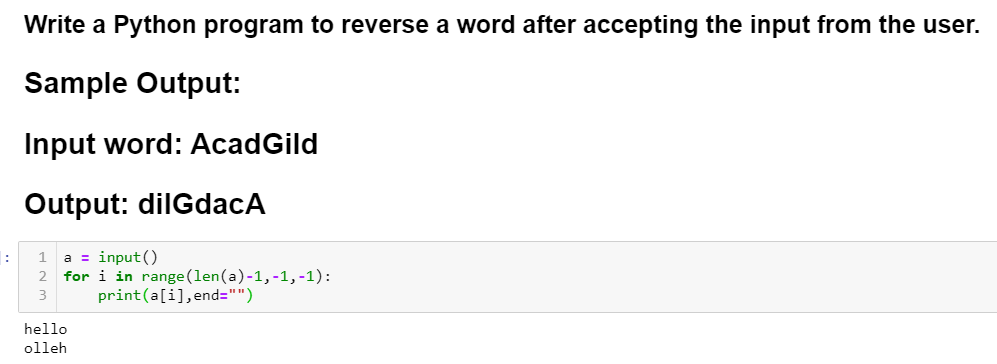 Write a Python program to reverse a word after accepting the input from the user.
Sample Output:
Input word: AcadGild
Output: dilGdacA
]: 1 a = input()
2 for i in range(len(a)-1,-1,-1):
3     print(a[i],end="")
hello
olleh